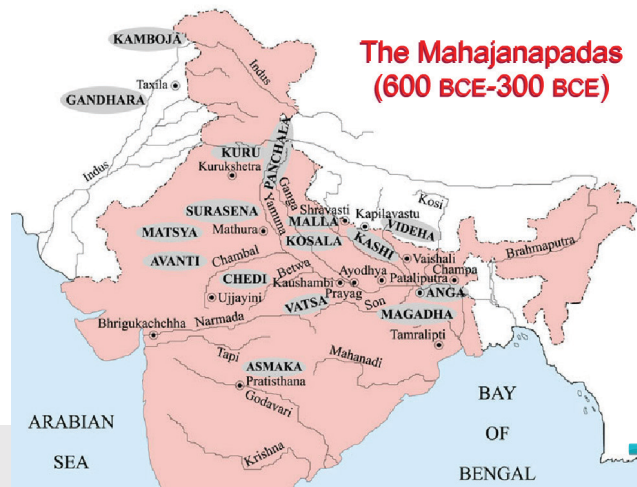 The Mahajanapadas
(600 BCE-300 BCE)
KAMBOJA
Indus
Taxila
GANDHARA
Indus
KURU
Kurukshetra
PANCHALA
Ganga
Yamuna
Kosi
SURASENA
Shravasti
MALLA
Kapilavastu
VIDEHA
MATSYA
Mathura
KOSALA
KASHI
Brahmaputra
AVANTI
Chambal
Vaishali
CHEDI
Betwa
Ayodhya
Champa
Kaushambi
Pataliputra
Ujjayini
Prayag
ANGA
VATSA
Son
MAGADHA
Bhrigukachchha
Narmada
Tamralipti
Tapi
Mahanadi
ASMAKA
Pratisthana
Godavari
Krishna
ARABIAN
SEA
BAY
OF
BENGAL